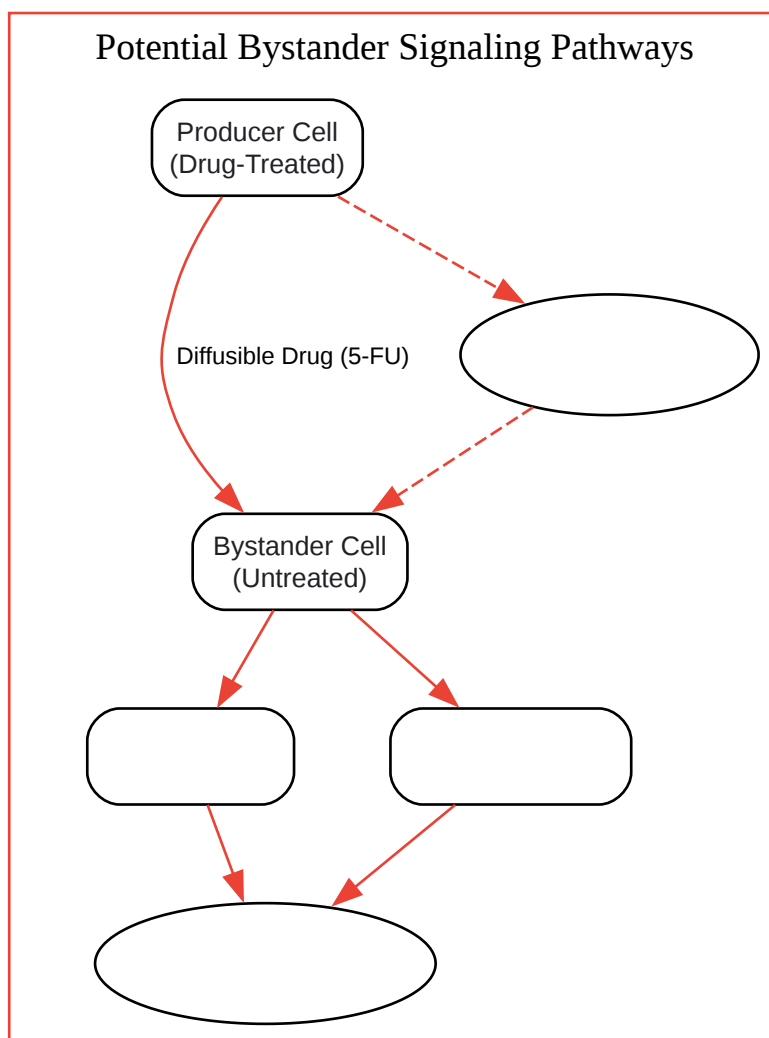 Potential Bystander Signaling Pathways
Producer Cell
(Drug-Treated)
Diffusible Drug (5-FU)
Bystander Cell
(Untreated)